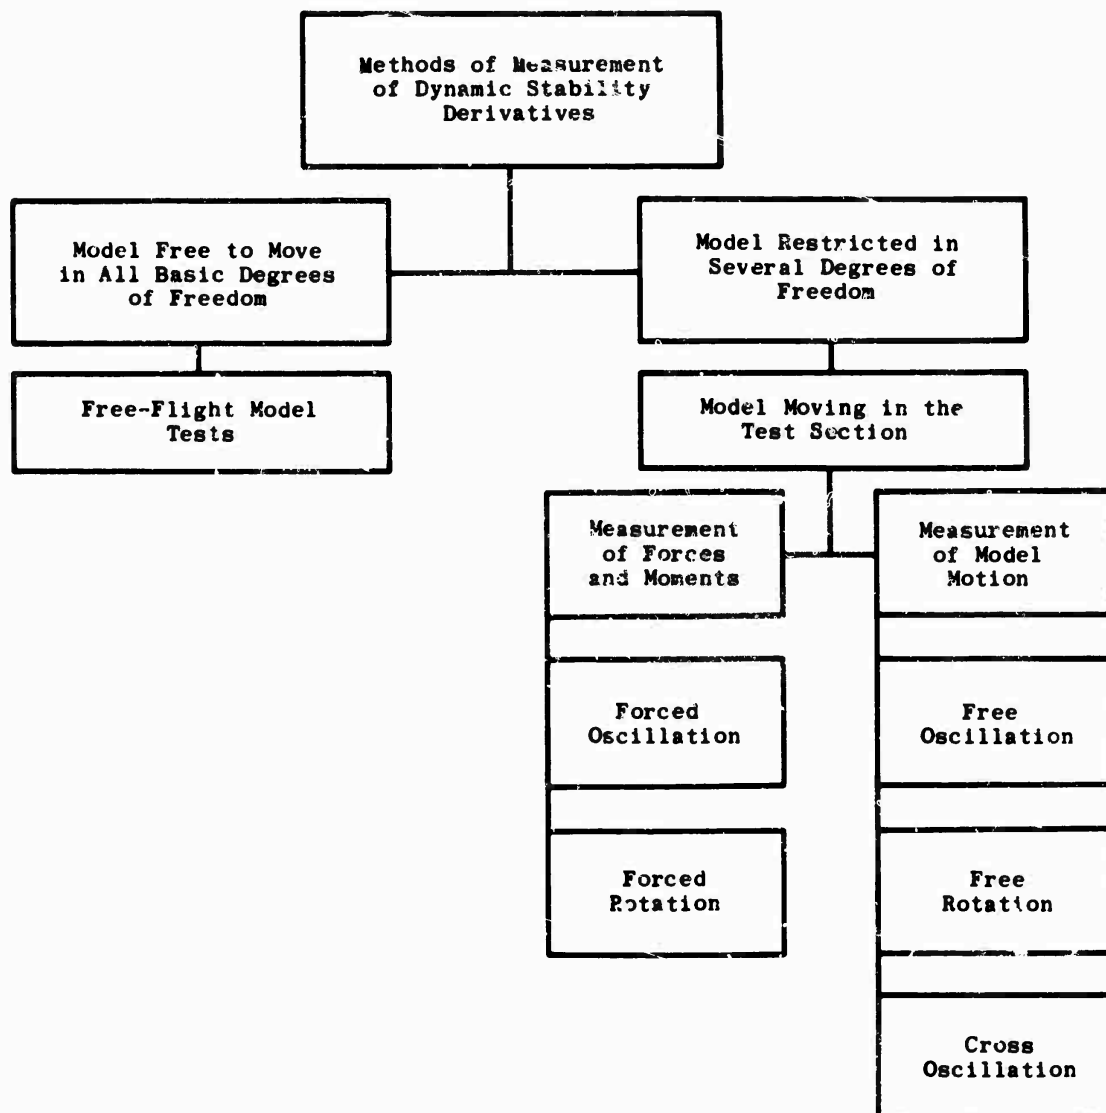 Methods of Measurement
of Dynamic Stability
Derivatives
Model Free to Move
in All Basic Degrees
of Freedom
Model Restricted in
Several Degrees of
Freedom
Free-Flight Model
Tests
Model Moving in the
Test Section
Measurement
of Forces
and Moments
Measurement
of Model
Motion
Forced
Oscillation
Free
Oscillation
Forced
Rotation
Free
Rotation
Cross
Oscillation